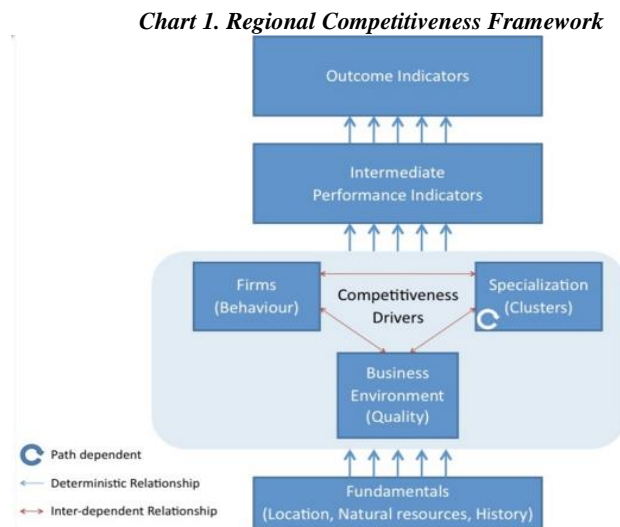 Chart 1. Regional Competitiveness Framework
Outcome Indicators
Intermediate
Performance Indicators
Firms
(Behaviour)
Competitiveness
Drivers
Specialization
(Clusters)
Business
Environment
(Quality)
Path dependent
Deterministic Relationship
Inter-dependent Relationship
Fundamentals
(Location, Natural resources, History)